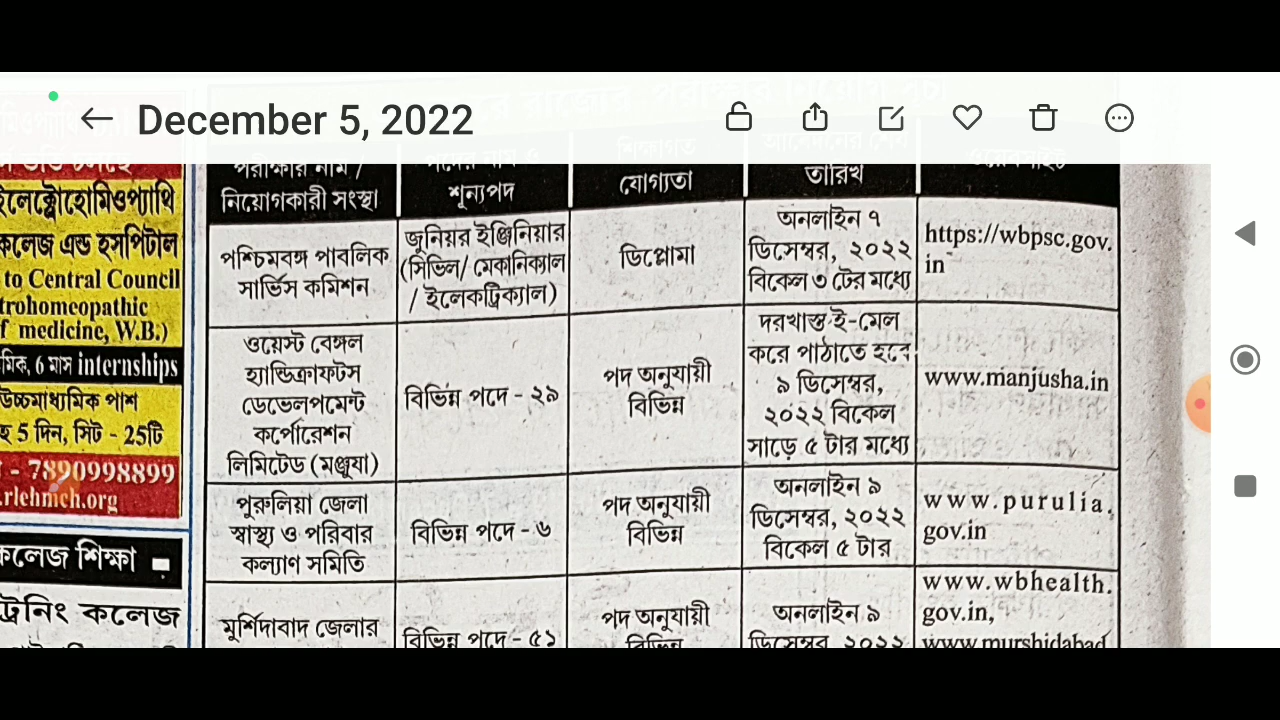 December 5, 2022
ইলেক্ট্রোহোমিওপ্যাথি
কলেজ এন্ড হসপিটাল
to Central Council
trohomeopathic
f medicine, W.B.)
6 মাস internships
উচ্চমাধ্যমিক পাশ
5 দিন, সিট - 25টি
- 7890998899
.rlehmch.org
কলেজ শিক্ষা
ট্রেনিং কলেজ
পরীক্ষার নাম /
নিয়োগকারী সংস্থা
শূন্যপদ
যোগ্যতা
তারিখ
পশ্চিমবঙ্গ পাবলিক
সার্ভিস কমিশন
জুনিয়র ইঞ্জিনিয়ার
(সিভিল/ মেকানিক্যাল
/ ইলেকট্রিক্যাল)
ডিপ্লোমা
অনলাইন ৭
ডিসেম্বর, ২০২২
বিকেল ৩ টের মধ্যে
https://wbpsc.gov.
in
ওয়েস্ট বেঙ্গল
হ্যান্ডিক্রাফটস
ডেভেলপমেন্ট
কর্পোরেশন
লিমিটেড (মঞ্জুষা)
বিভিন্ন পদে - ২৯
পদ অনুযায়ী
বিভিন্ন
দরখাস্ত ই-মেল
করে পাঠাতে হবে
৯ ডিসেম্বর,
২০২২ বিকেল
সাড়ে ৫ টার মধ্যে
www.manjusha.in
পুরুলিয়া জেলা
স্বাস্থ্য ও পরিবার
কল্যাণ সমিতি
বিভিন্ন পদে - ৬
পদ অনুযায়ী
বিভিন্ন
অনলাইন ৯
ডিসেম্বর, ২০২২
বিকেল ৫ টার
www.purulia.
gov.in
মুর্শিদাবাদ জেলার
বিভিন্ন পদে - ৫১
পদ অনুযায়ী
বিভিন্ন
অনলাইন ৯
ডিসেম্বর, ২০২২
www.wbhealth.
gov.in,
www.murshidabad.